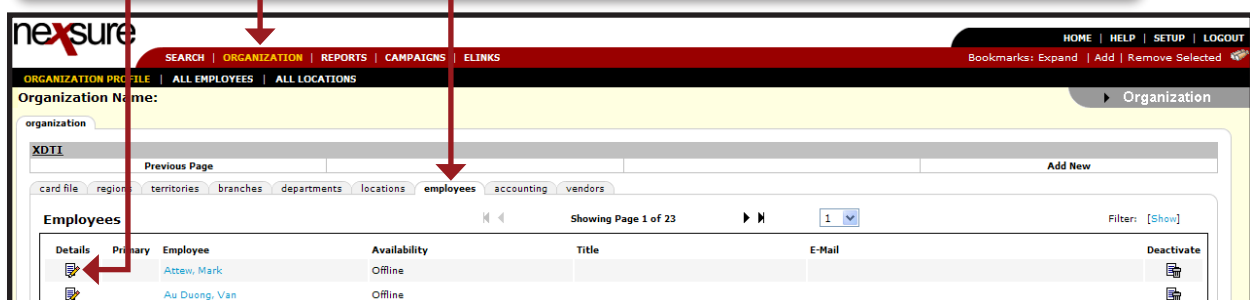 nexsure
HOME | HELP | SETUP | LOGOUT
SEARCH | ORGANIZATION | REPORTS | CAMPAIGNS | ELINKS
Bookmarks: Expand | Add | Remove Selected
ORGANIZATION PROFILE | ALL EMPLOYEES | ALL LOCATIONS
Organization Name:
Organization
organization
XDTI
Previous Page Add New
card file regions territories branches departments locations employees accounting vendors
Employees Showing Page 1 of 23 1 Filter: [Show]
Details Primary Employee Availability Title E-Mail Deactivate
Attew, Mark Offline
Au Duong, Van Offline